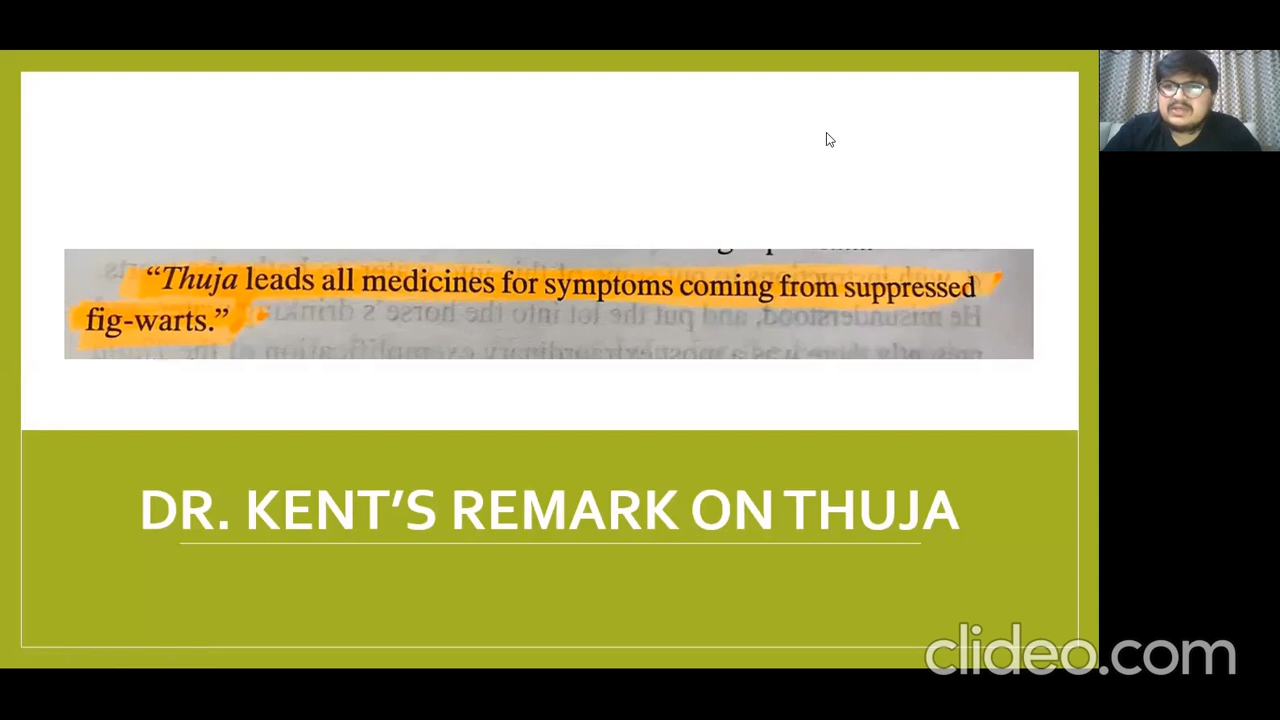 “Thuja leads all medicines for symptoms coming from suppressed
fig-warts.”
DR. KENT’S REMARK ON THUJA
clideo.com